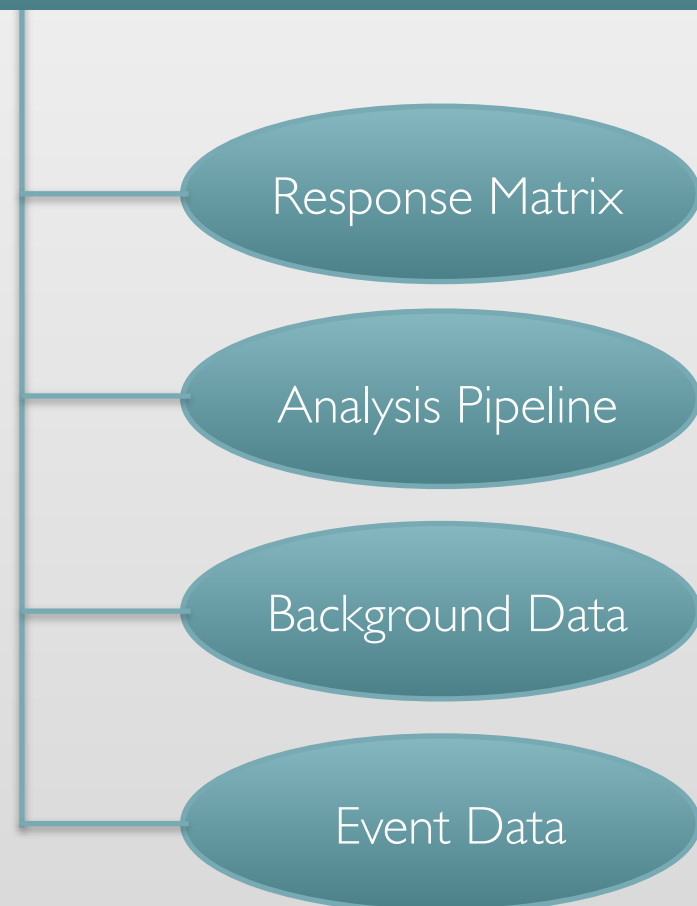 Response Matrix
Analysis Pipeline
Background Data
Event Data